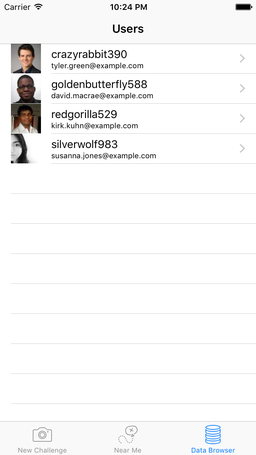 Carrier 10:24 PM
Users
crazyrabbit390
tyler.green@example.com
goldenbutterfly588
david.macrae@example.com
redgorilla529
kirk.kuhn@example.com
silverwolf983
susanna.jones@example.com
New Challenge Near Me Data Browser